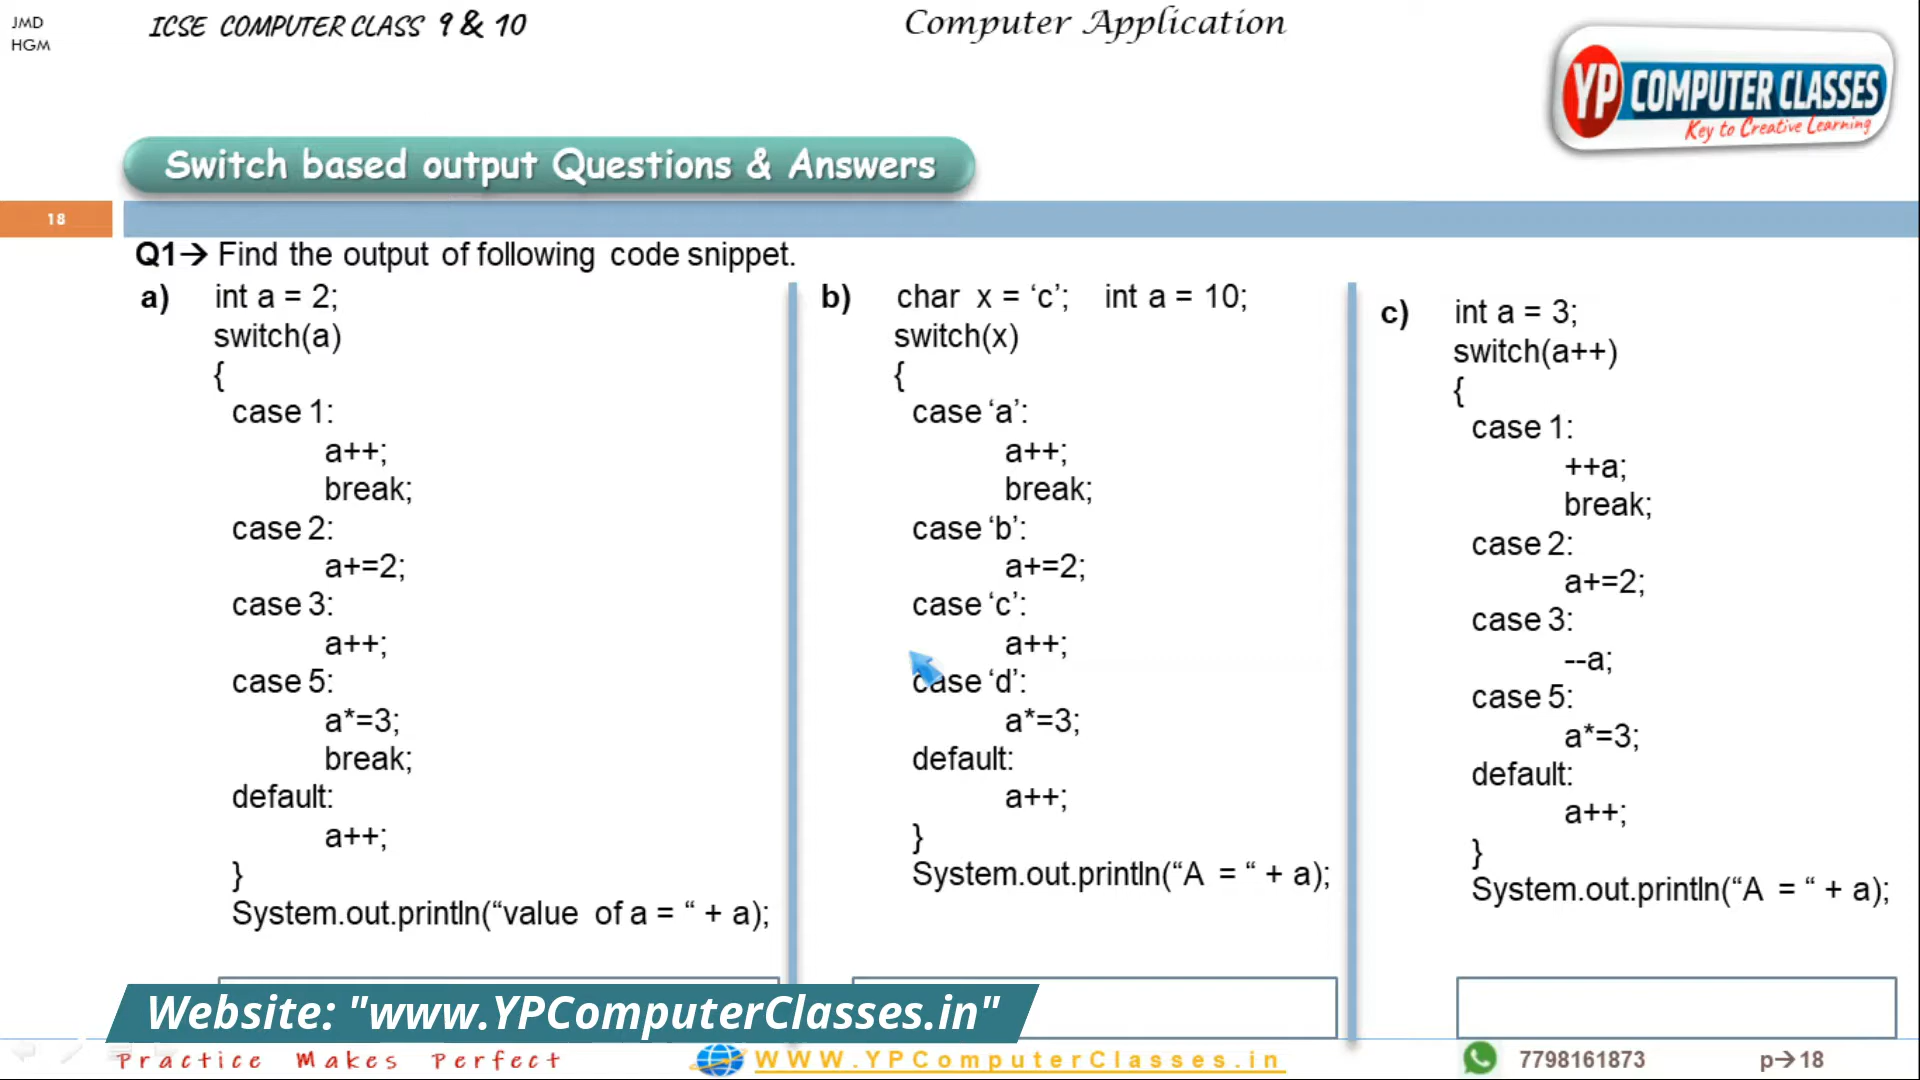 JMD
HGM
ICSE COMPUTER CLASS 9 & 10
Computer Application
YP COMPUTER CLASSES
Key to Creative Learning
Switch based output Questions & Answers
18
Q1→ Find the output of following code snippet.
a) int a = 2;
switch(a)
{
case 1:
a++;
break;
case 2:
a+=2;
case 3:
a++;
case 5:
a*=3;
break;
default:
a++;
}
System.out.println(“value of a = “ + a);
b) char x = ‘c’; int a = 10;
switch(x)
{
case ‘a’:
a++;
break;
case ‘b’:
a+=2;
case ‘c’:
a++;
case ‘d’:
a*=3;
default:
a++;
}
System.out.println(“A = “ + a);
c) int a = 3;
switch(a++)
{
case 1:
++a;
break;
case 2:
a+=2;
case 3:
--a;
case 5:
a*=3;
default:
a++;
}
System.out.println(“A = “ + a);
Website: "www.YPComputerClasses.in"
Practice Makes Perfect
WWW.YPComputerClasses.in
7798161873
p→18